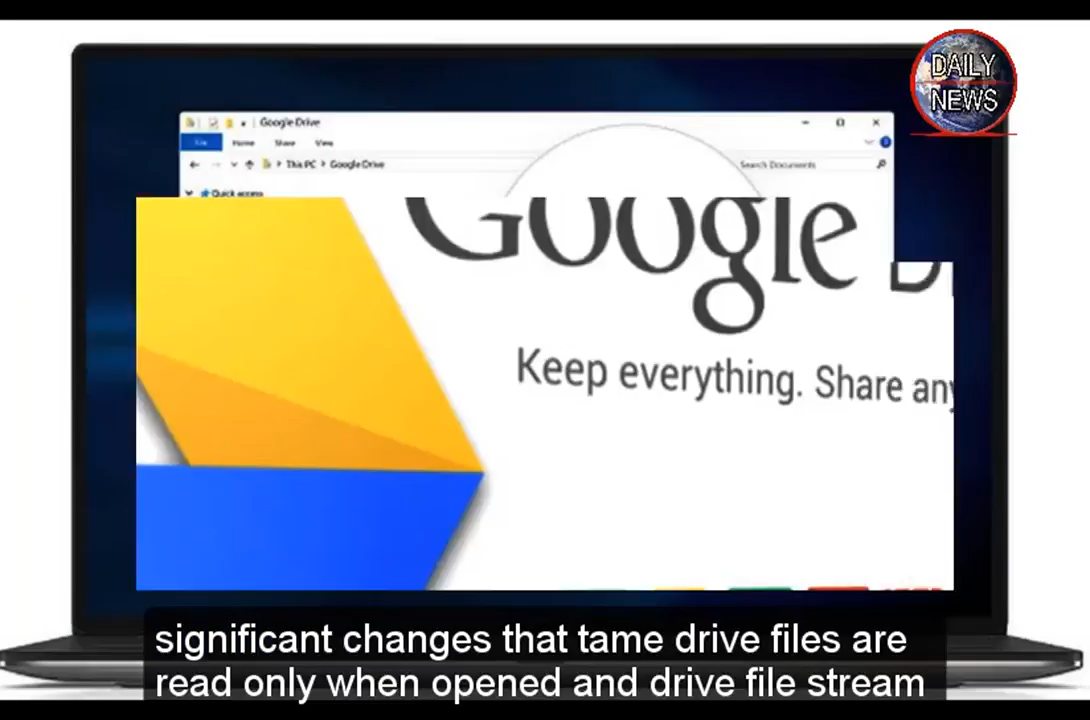 DAILY
NEWS
Google Drive
File Home Share View
This PC > Google Drive
Search Documents
Quick access
Google D
Keep everything. Share any
significant changes that tame drive files are
read only when opened and drive file stream